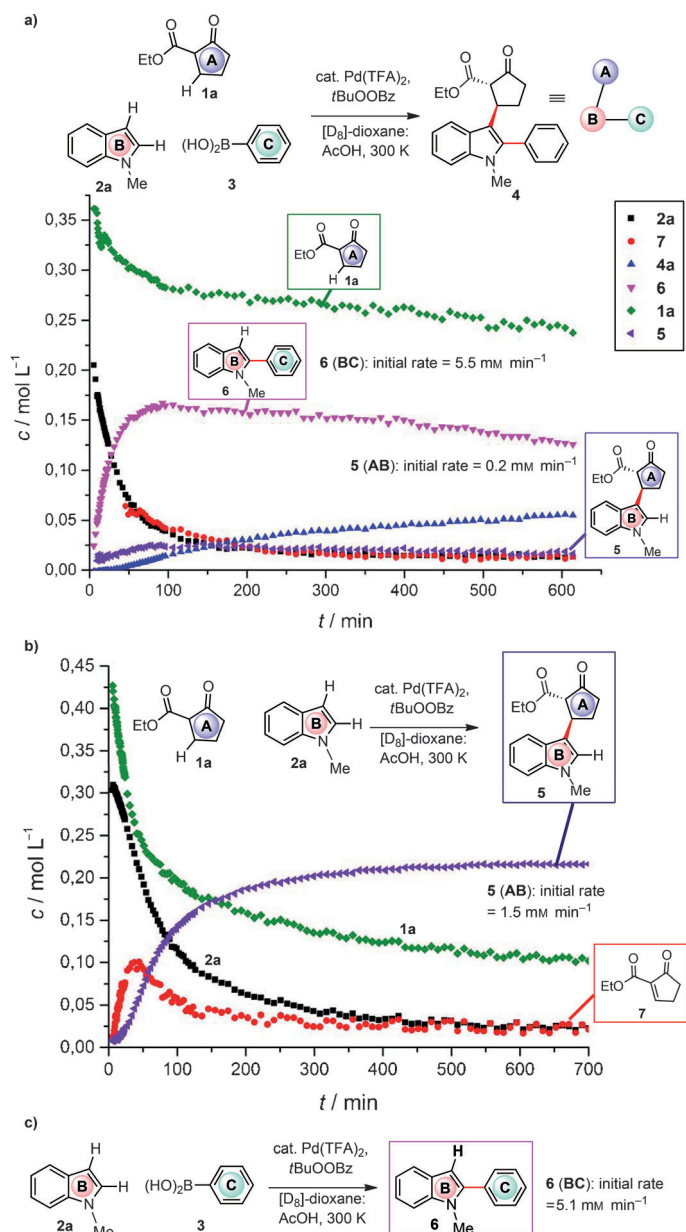 a)
O
O
EtO
A
H
1a
H
H
B
N
Me
2a
(HO)₂B
C
3
cat. Pd(TFA)₂,
tBuOOBz
[D₈]-dioxane:
AcOH, 300 K
O
O
EtO
N
Me
4
≡
A
B
C
0,35
0,30
0,25
0,20
0,15
0,10
0,05
0,00
c / mol L⁻¹
0
100
200
300
400
500
600
t / min
O
O
EtO
A
H
1a
H
B
C
N
6
Me
6 (BC): initial rate = 5.5 mM min⁻¹
5 (AB): initial rate = 0.2 mM min⁻¹
2a
7
4a
6
1a
5
O
O
EtO
A
B
H
N
5
Me
b)
0,45
0,40
0,35
0,30
0,25
0,20
0,15
0,10
0,05
0,00
c / mol L⁻¹
0
100
200
300
400
500
600
700
t / min
O
O
EtO
A
H
1a
H
B
H
N
Me
2a
cat. Pd(TFA)₂,
tBuOOBz
[D₈]-dioxane:
AcOH, 300 K
O
O
EtO
A
B
H
N
5
Me
5 (AB): initial rate
= 1.5 mM min⁻¹
1a
2a
O
O
EtO
7
c)
H
B
H
N
Me
2a
(HO)₂B
C
3
cat. Pd(TFA)₂,
tBuOOBz
[D₈]-dioxane:
AcOH, 300 K
H
B
C
N
6
Me
6 (BC): initial rate
=5.1 mM min⁻¹